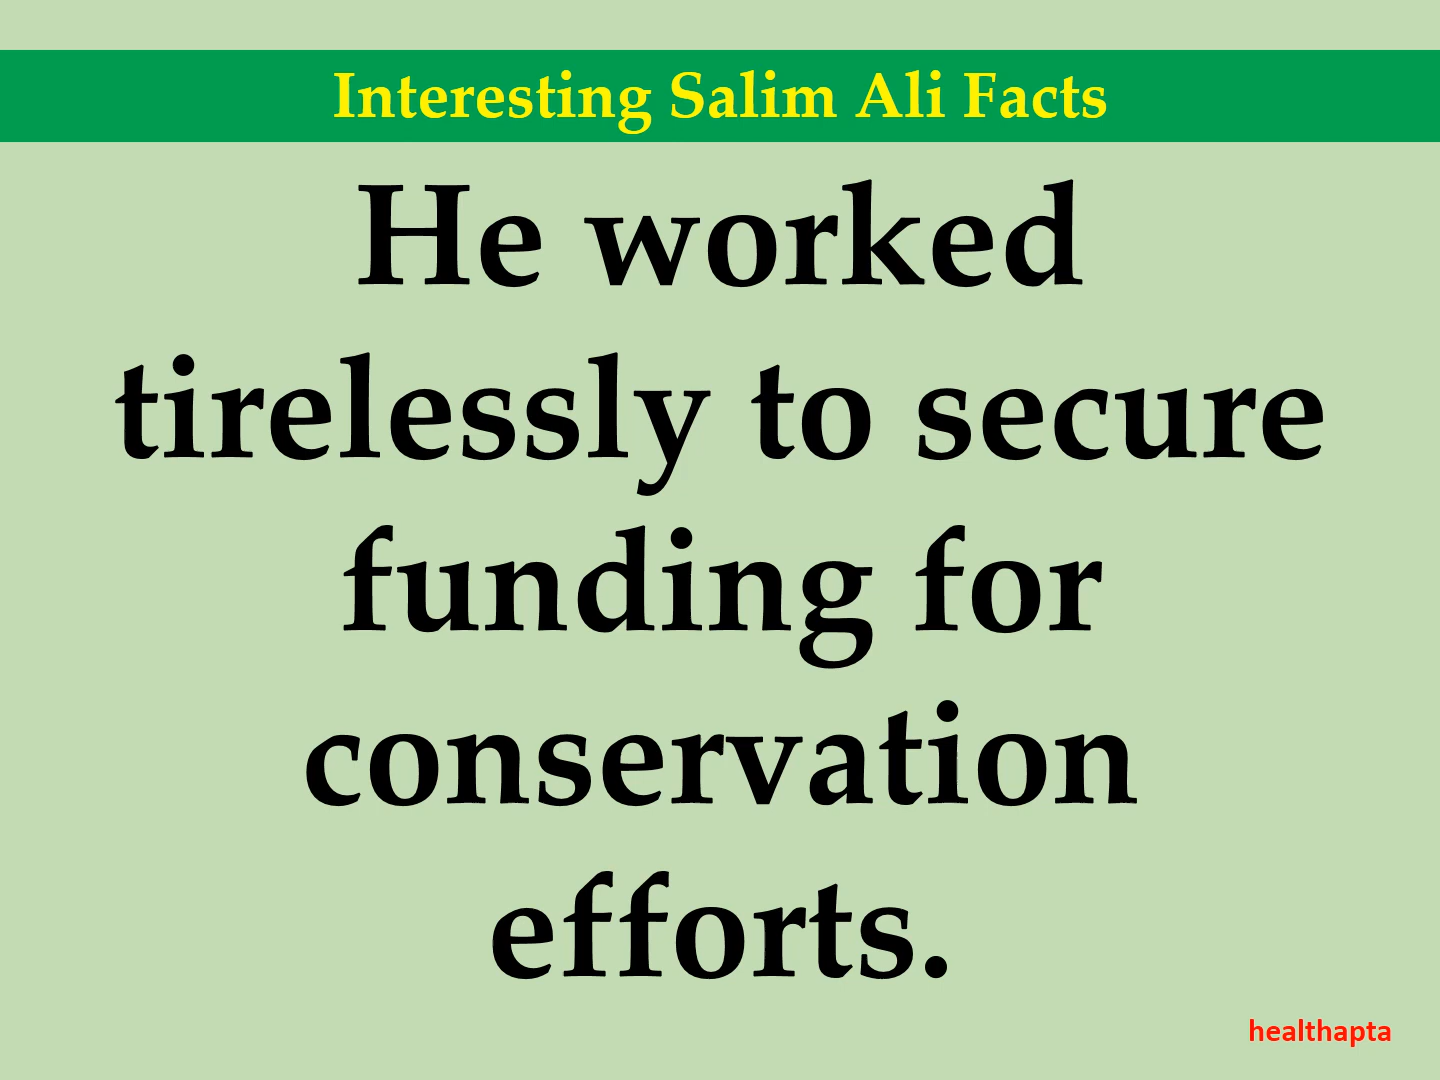 Interesting Salim Ali Facts
He worked
tirelessly to secure
funding for
conservation
efforts.
healthapta